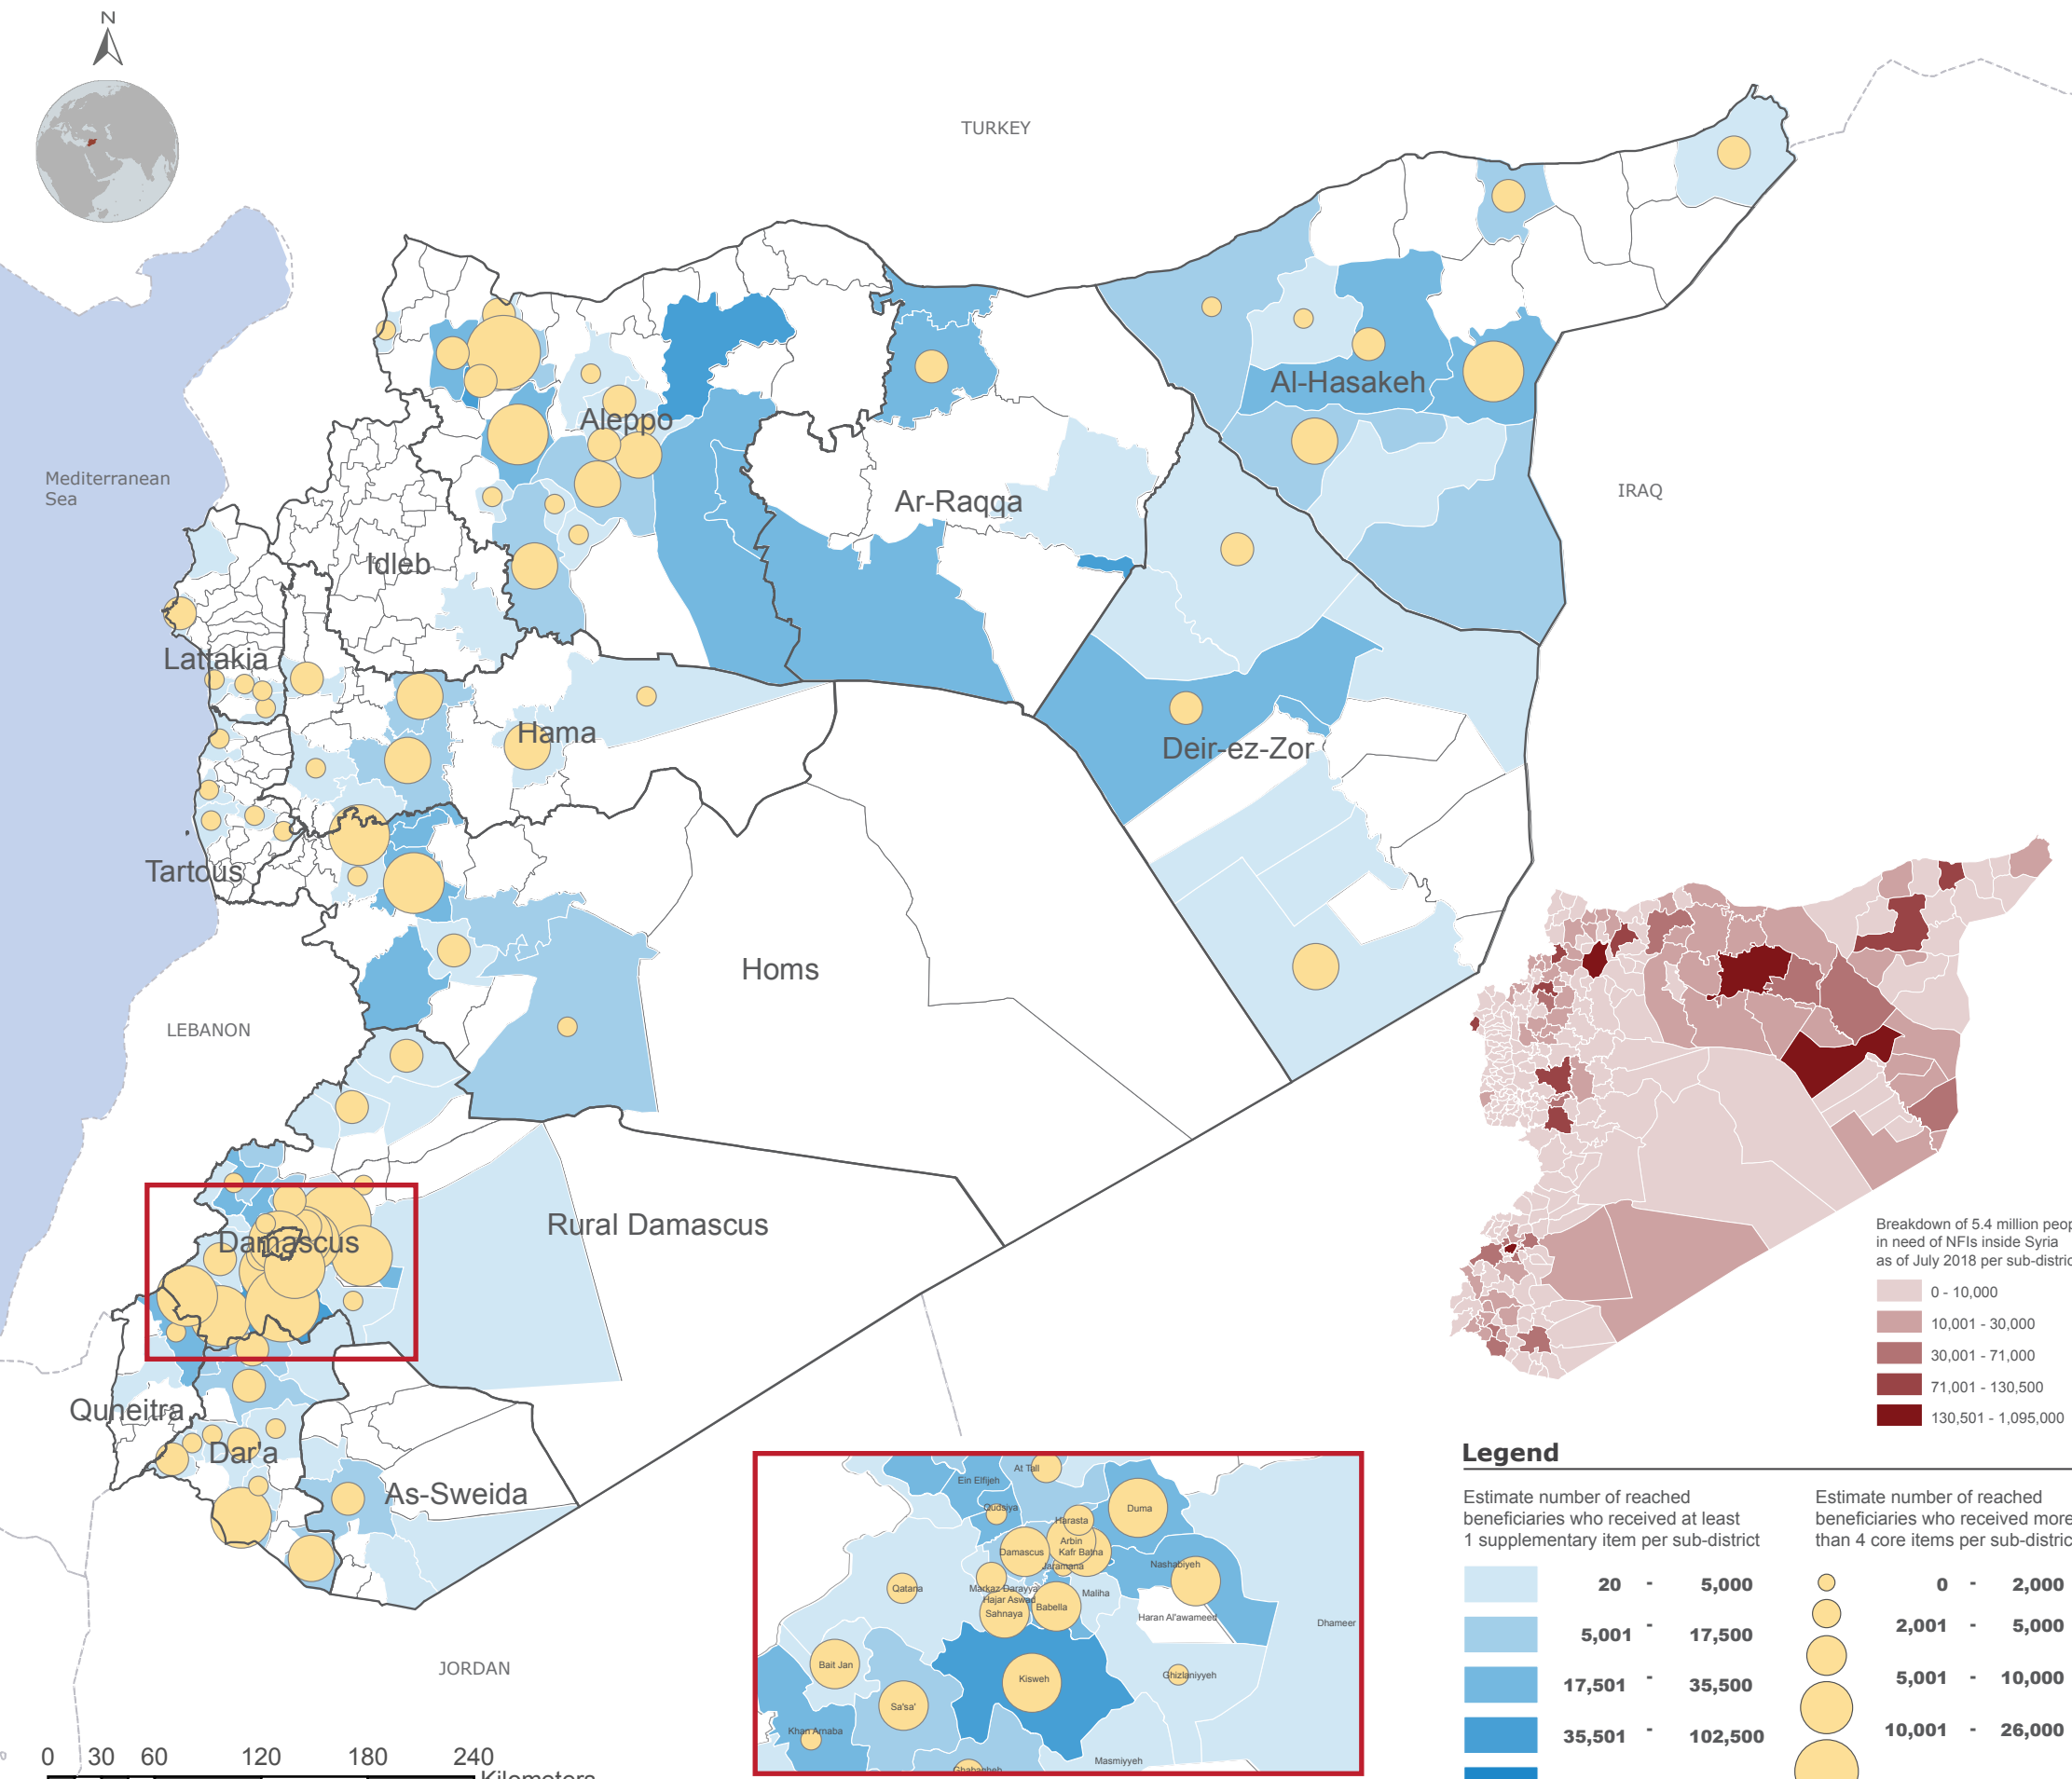 N
TURKEY
Mediterranean
Sea
Aleppo
Al-Hasakeh
IRAQ
Ar-Raqqa
Idleb
Lattakia
Hama
Deir-ez-Zor
Tartous
Homs
LEBANON
Rural Damascus
Damascus
Quneitra
Dar'a
As-Sweida
JORDAN
0 30 60 120 180 240
Kilometers
Breakdown of 5.4 million peop
in need of NFIs inside Syria
as of July 2018 per sub-distric
0 - 10,000
10,001 - 30,000
30,001 - 71,000
71,001 - 130,500
130,501 - 1,095,000
At Tall
Ein Elfijeh
Qudsiya
Duma
Harasta
Arbin
Damascus
Kafr Batna
Jaramana
Nashabiyeh
Qatana
Markaz Darayya
Maliha
Hajar Aswad
Babella
Sahnaya
Haran Al'awameed
Dhameer
Bait Jan
Ghizlaniyyeh
Kisweh
Sa'sa'
Khan Arnaba
Masmiyyeh
Ghabagheb
Legend
Estimate number of reached
beneficiaries who received at least
1 supplementary item per sub-district
20 - 5,000
5,001 - 17,500
17,501 - 35,500
35,501 - 102,500
Estimate number of reached
beneficiaries who received more
than 4 core items per sub-distric
0 - 2,000
2,001 - 5,000
5,001 - 10,000
10,001 - 26,000